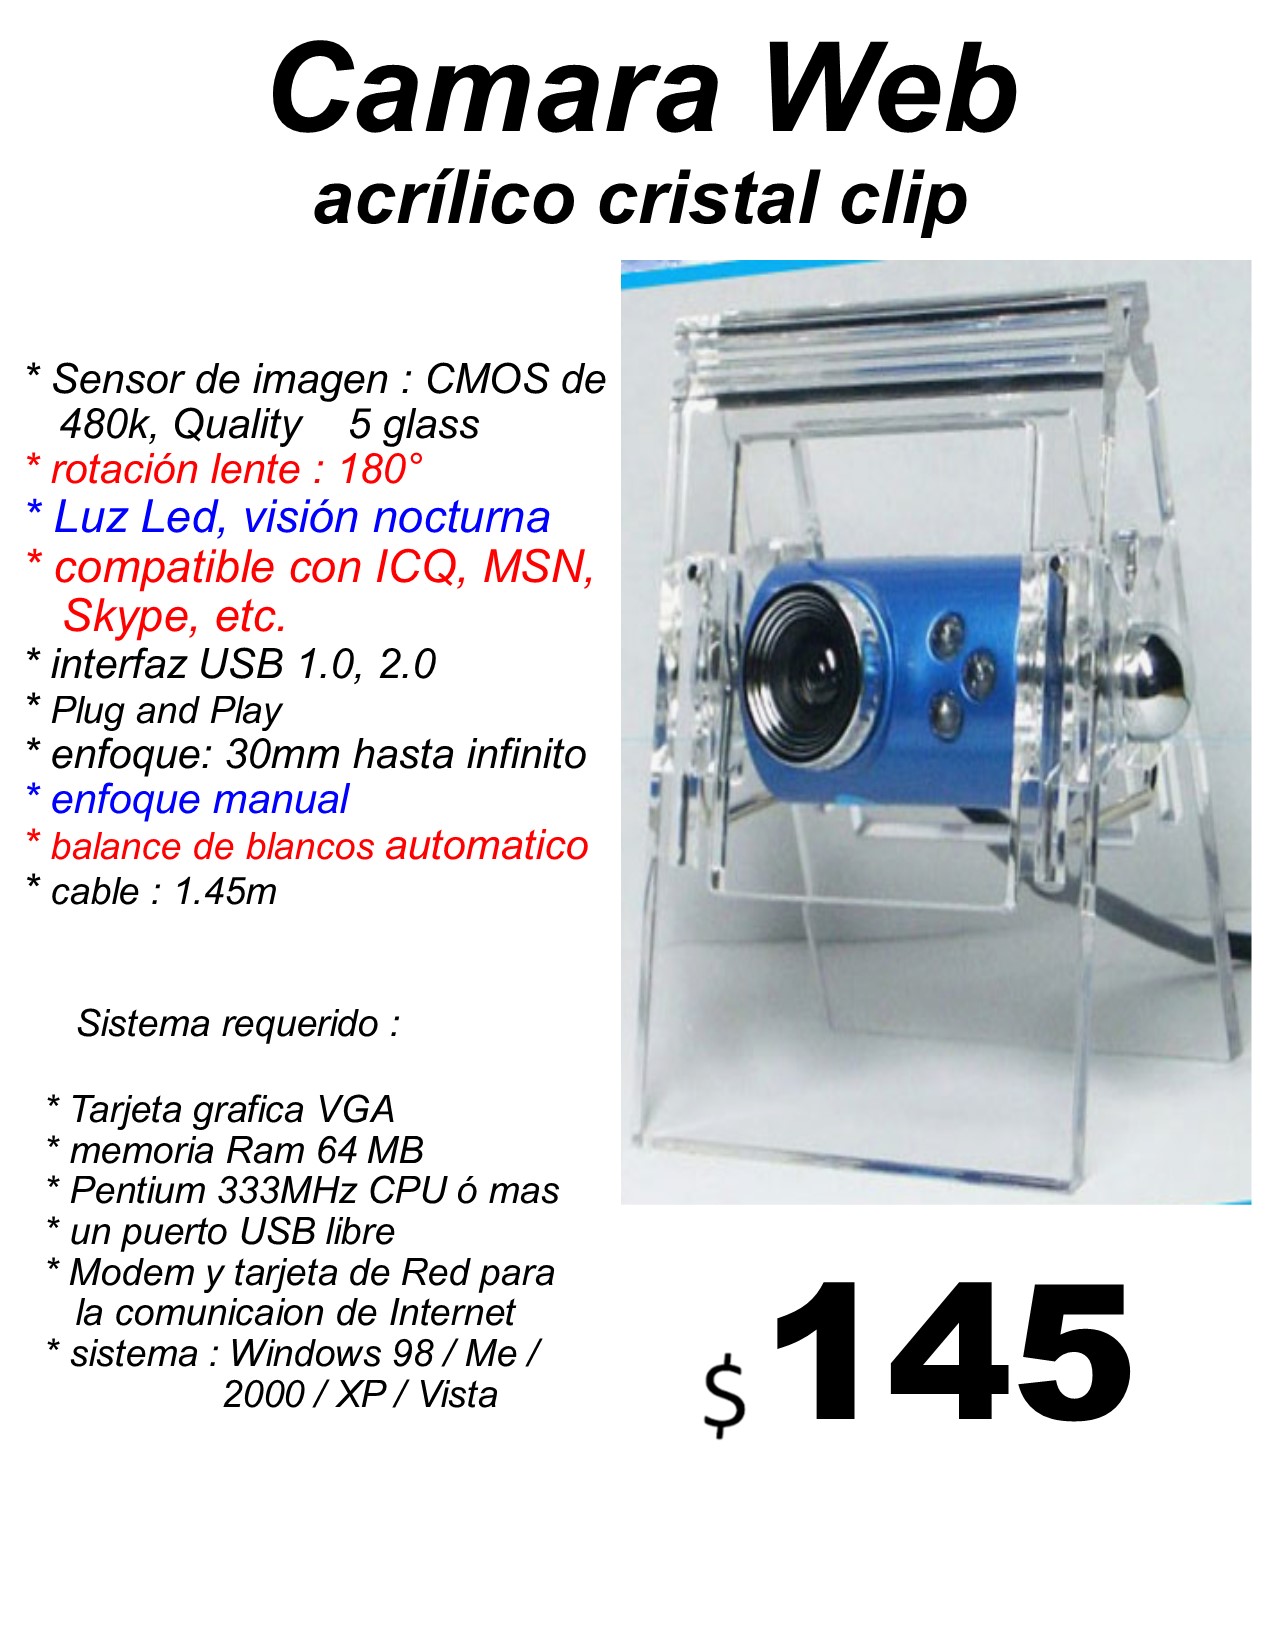 Camara Web
acrílico cristal clip
* Sensor de imagen : CMOS de
480k, Quality 5 glass
* rotación lente : 180°
* Luz Led, visión nocturna
* compatible con ICQ, MSN,
Skype, etc.
* interfaz USB 1.0, 2.0
* Plug and Play
* enfoque: 30mm hasta infinito
* enfoque manual
* balance de blancos automatico
* cable : 1.45m
Sistema requerido :
* Tarjeta grafica VGA
* memoria Ram 64 MB
* Pentium 333MHz CPU ó mas
* un puerto USB libre
* Modem y tarjeta de Red para
la comunicaion de Internet
* sistema : Windows 98 / Me /
2000 / XP / Vista
$ 145